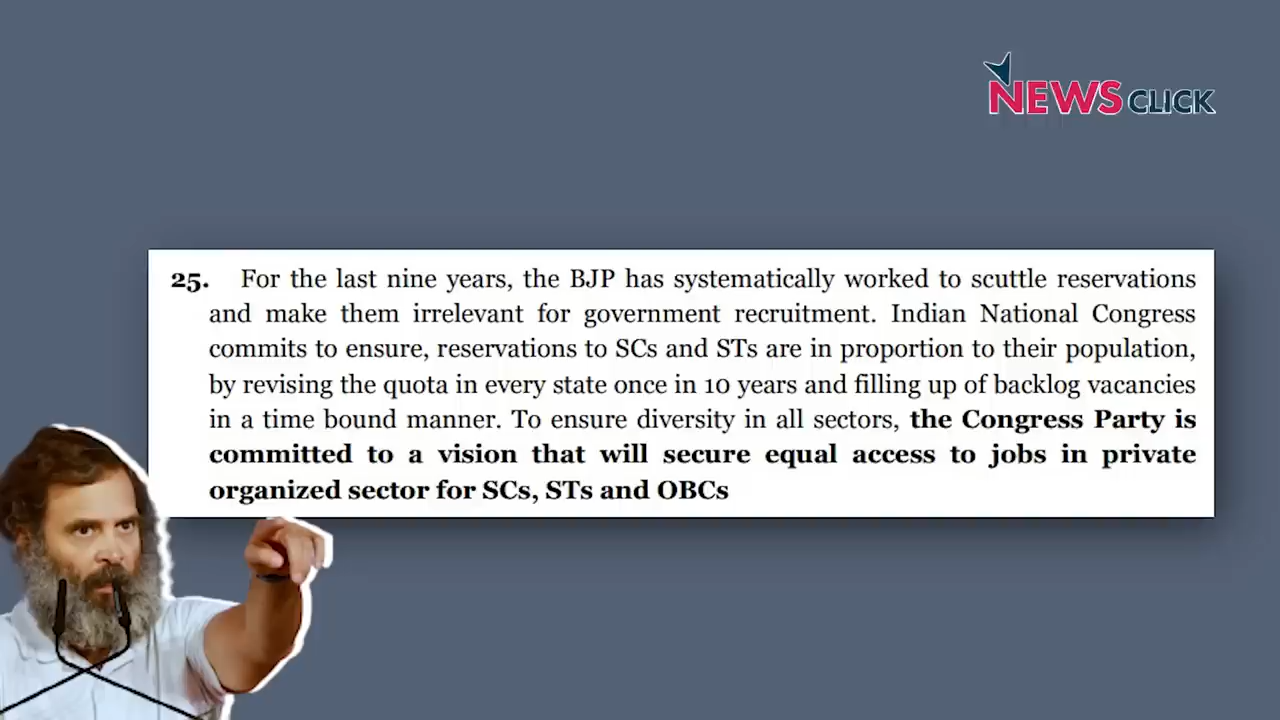 NEWS CLICK
25. For the last nine years, the BJP has systematically worked to scuttle reservations
and make them irrelevant for government recruitment. Indian National Congress
commits to ensure, reservations to SCs and STs are in proportion to their population,
by revising the quota in every state once in 10 years and filling up of backlog vacancies
in a time bound manner. To ensure diversity in all sectors, the Congress Party is
committed to a vision that will secure equal access to jobs in private
organized sector for SCs, STs and OBCs